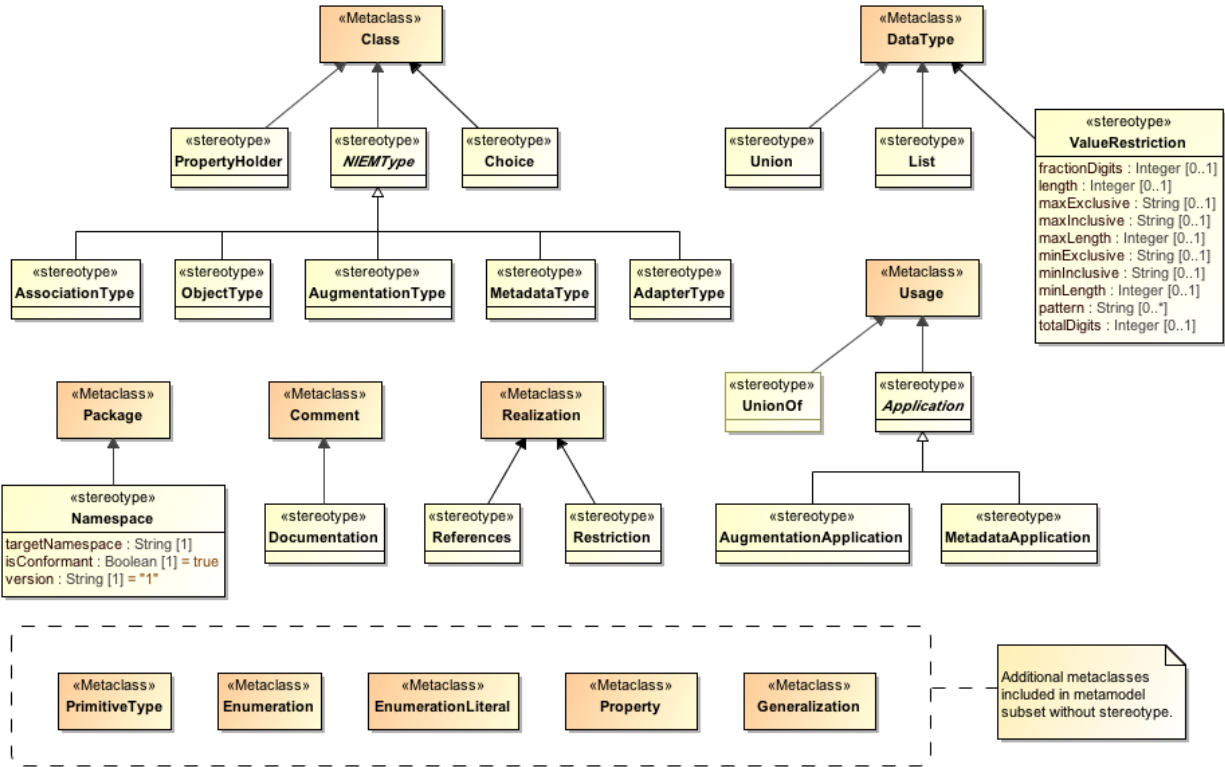 «Metaclass»
Class
«Metaclass»
DataType
«stereotype»
PropertyHolder
«stereotype»
NIEMType
«stereotype»
Choice
«stereotype»
Union
«stereotype»
List
«stereotype»
ValueRestriction
fractionDigits : Integer [0..1]
length : Integer [0..1]
maxExclusive : String [0..1]
maxInclusive : String [0..1]
maxLength : Integer [0..1]
minExclusive : String [0..1]
minInclusive : String [0..1]
minLength : Integer [0..1]
pattern : String [0..*]
totalDigits : Integer [0..1]
«stereotype»
AssociationType
«stereotype»
ObjectType
«stereotype»
AugmentationType
«stereotype»
MetadataType
«stereotype»
AdapterType
«Metaclass»
Usage
«stereotype»
UnionOf
«stereotype»
Application
«Metaclass»
Package
«Metaclass»
Comment
«Metaclass»
Realization
«stereotype»
Namespace
targetNamespace : String [1]
isConformant : Boolean [1] = true
version : String [1] = "1"
«stereotype»
Documentation
«stereotype»
References
«stereotype»
Restriction
«stereotype»
AugmentationApplication
«stereotype»
MetadataApplication
«Metaclass»
PrimitiveType
«Metaclass»
Enumeration
«Metaclass»
EnumerationLiteral
«Metaclass»
Property
«Metaclass»
Generalization
Additional metaclasses
included in metamodel
subset without stereotype.